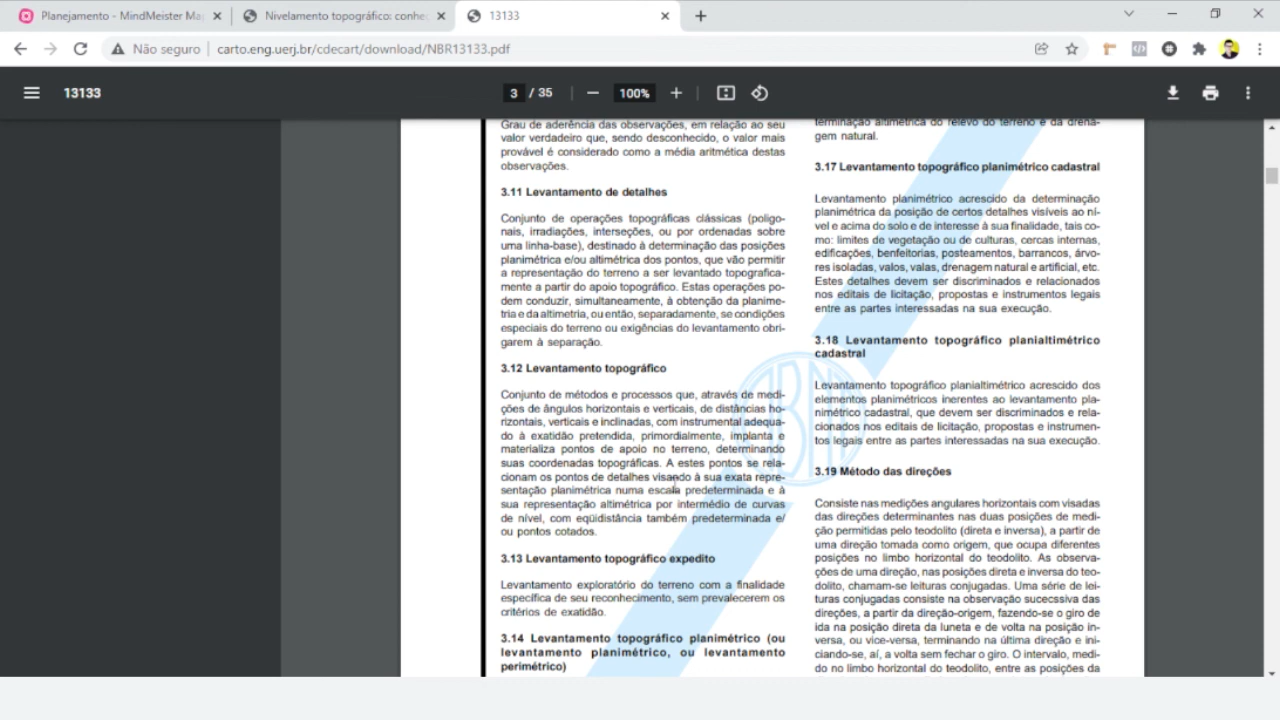 Planejamento - MindMeister Ma
Nivelamento topográfico: conhe
13133
Não seguro
carto.eng.uerj.br/cdecart/download/NBR13133.pdf
13133
3 / 35
100%
Grau de aderência das observações, em relação ao seu
valor verdadeiro que, sendo desconhecido, o valor mais
provável é considerado como a média aritmética destas
observações.
3.11 Levantamento de detalhes
Conjunto de operações topográficas clássicas (poligo-
nais, irradiações, interseções, ou por ordenadas sobre
uma linha-base), destinado à determinação das posições
planimétrica e/ou altimétrica dos pontos, que vão permitir
a representação do terreno a ser levantado topografica-
mente a partir do apoio topográfico. Estas operações po-
dem conduzir, simultaneamente, à obtenção da planime-
tria e da altimetria, ou então, separadamente, se condições
especiais do terreno ou exigências do levantamento obri-
garem à separação.
3.12 Levantamento topográfico
Conjunto de métodos e processos que, através de medi-
ções de ângulos horizontais e verticais, de distâncias ho-
rizontais, verticais e inclinadas, com instrumental adequa-
do à exatidão pretendida, primordialmente, implanta e
materializa pontos de apoio no terreno, determinando
suas coordenadas topográficas. A estes pontos se rela-
cionam os pontos de detalhes visando à sua exata repre-
sentação planimétrica numa escala predeterminada e à
sua representação altimétrica por intermédio de curvas
de nível, com eqüidistância também predeterminada e/
ou pontos cotados.
3.13 Levantamento topográfico expedito
Levantamento exploratório do terreno com a finalidade
específica de seu reconhecimento, sem prevalecerem os
critérios de exatidão.
3.14 Levantamento topográfico planimétrico (ou
levantamento planimétrico, ou levantamento
perimétrico)
terminação altimétrica do relevo do terreno e da drena-
gem natural.
3.17 Levantamento topográfico planimétrico cadastral
Levantamento planimétrico acrescido da determinação
planimétrica da posição de certos detalhes visíveis ao ní-
vel e acima do solo e de interesse à sua finalidade, tais co-
mo: limites de vegetação ou de culturas, cercas internas,
edificações, benfeitorias, posteamentos, barrancos, árvo-
res isoladas, valos, valas, drenagem natural e artificial, etc.
Estes detalhes devem ser discriminados e relacionados
nos editais de licitação, propostas e instrumentos legais
entre as partes interessadas na sua execução.
3.18 Levantamento topográfico planialtimétrico
cadastral
Levantamento topográfico planialtimétrico acrescido dos
elementos planimétricos inerentes ao levantamento pla-
nimétrico cadastral, que devem ser discriminados e rela-
cionados nos editais de licitação, propostas e instrumen-
tos legais entre as partes interessadas na sua execução.
3.19 Método das direções
Consiste nas medições angulares horizontais com visadas
das direções determinantes nas duas posições de medi-
ção permitidas pelo teodolito (direta e inversa), a partir de
uma direção tomada como origem, que ocupa diferentes
posições no limbo horizontal do teodolito. As observa-
ções de uma direção, nas posições direta e inversa do teo-
dolito, chamam-se leituras conjugadas. Uma série de lei-
turas conjugadas consiste na observação sucecssiva das
direções, a partir da direção-origem, fazendo-se o giro de
ida na posição direta da luneta e de volta na posição in-
versa, ou vice-versa, terminando na última direção e ini-
ciando-se, aí, a volta sem fechar o giro. O intervalo, medi-
do no limbo horizontal do teodolito, entre as posições da